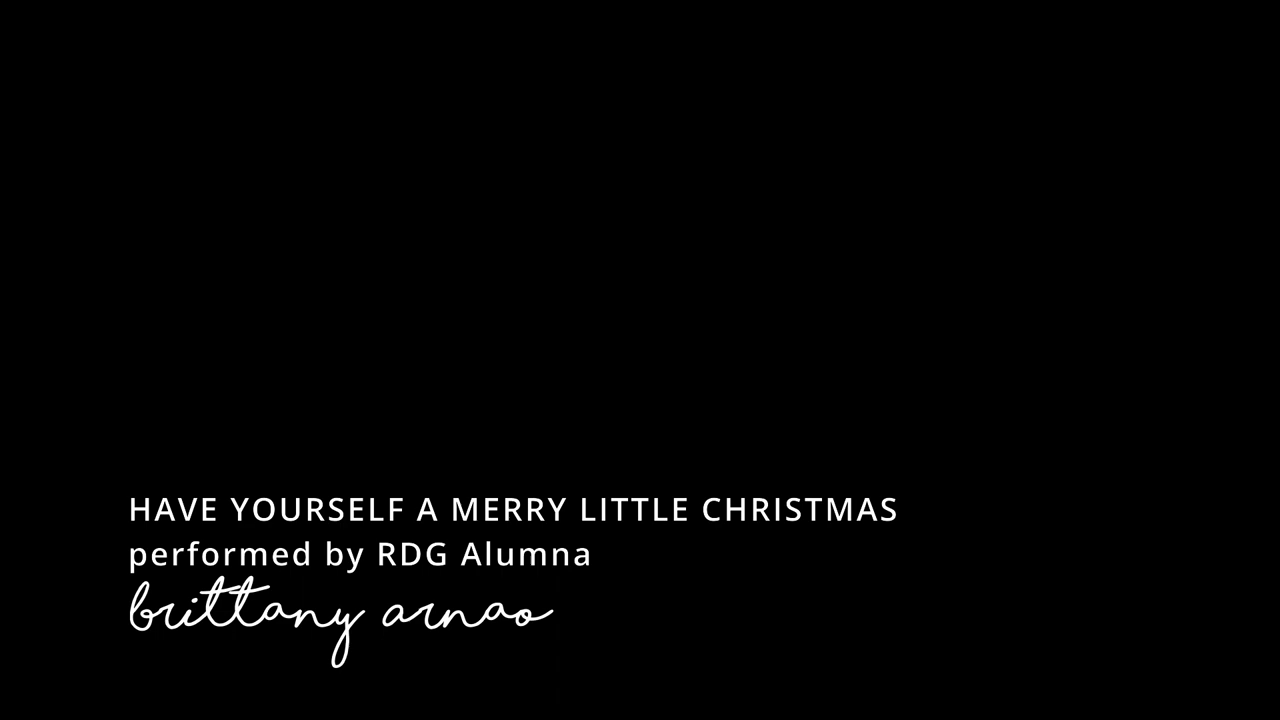 HAVE YOURSELF A MERRY LITTLE CHRISTMAS
performed by RDG Alumna
brittany arnao